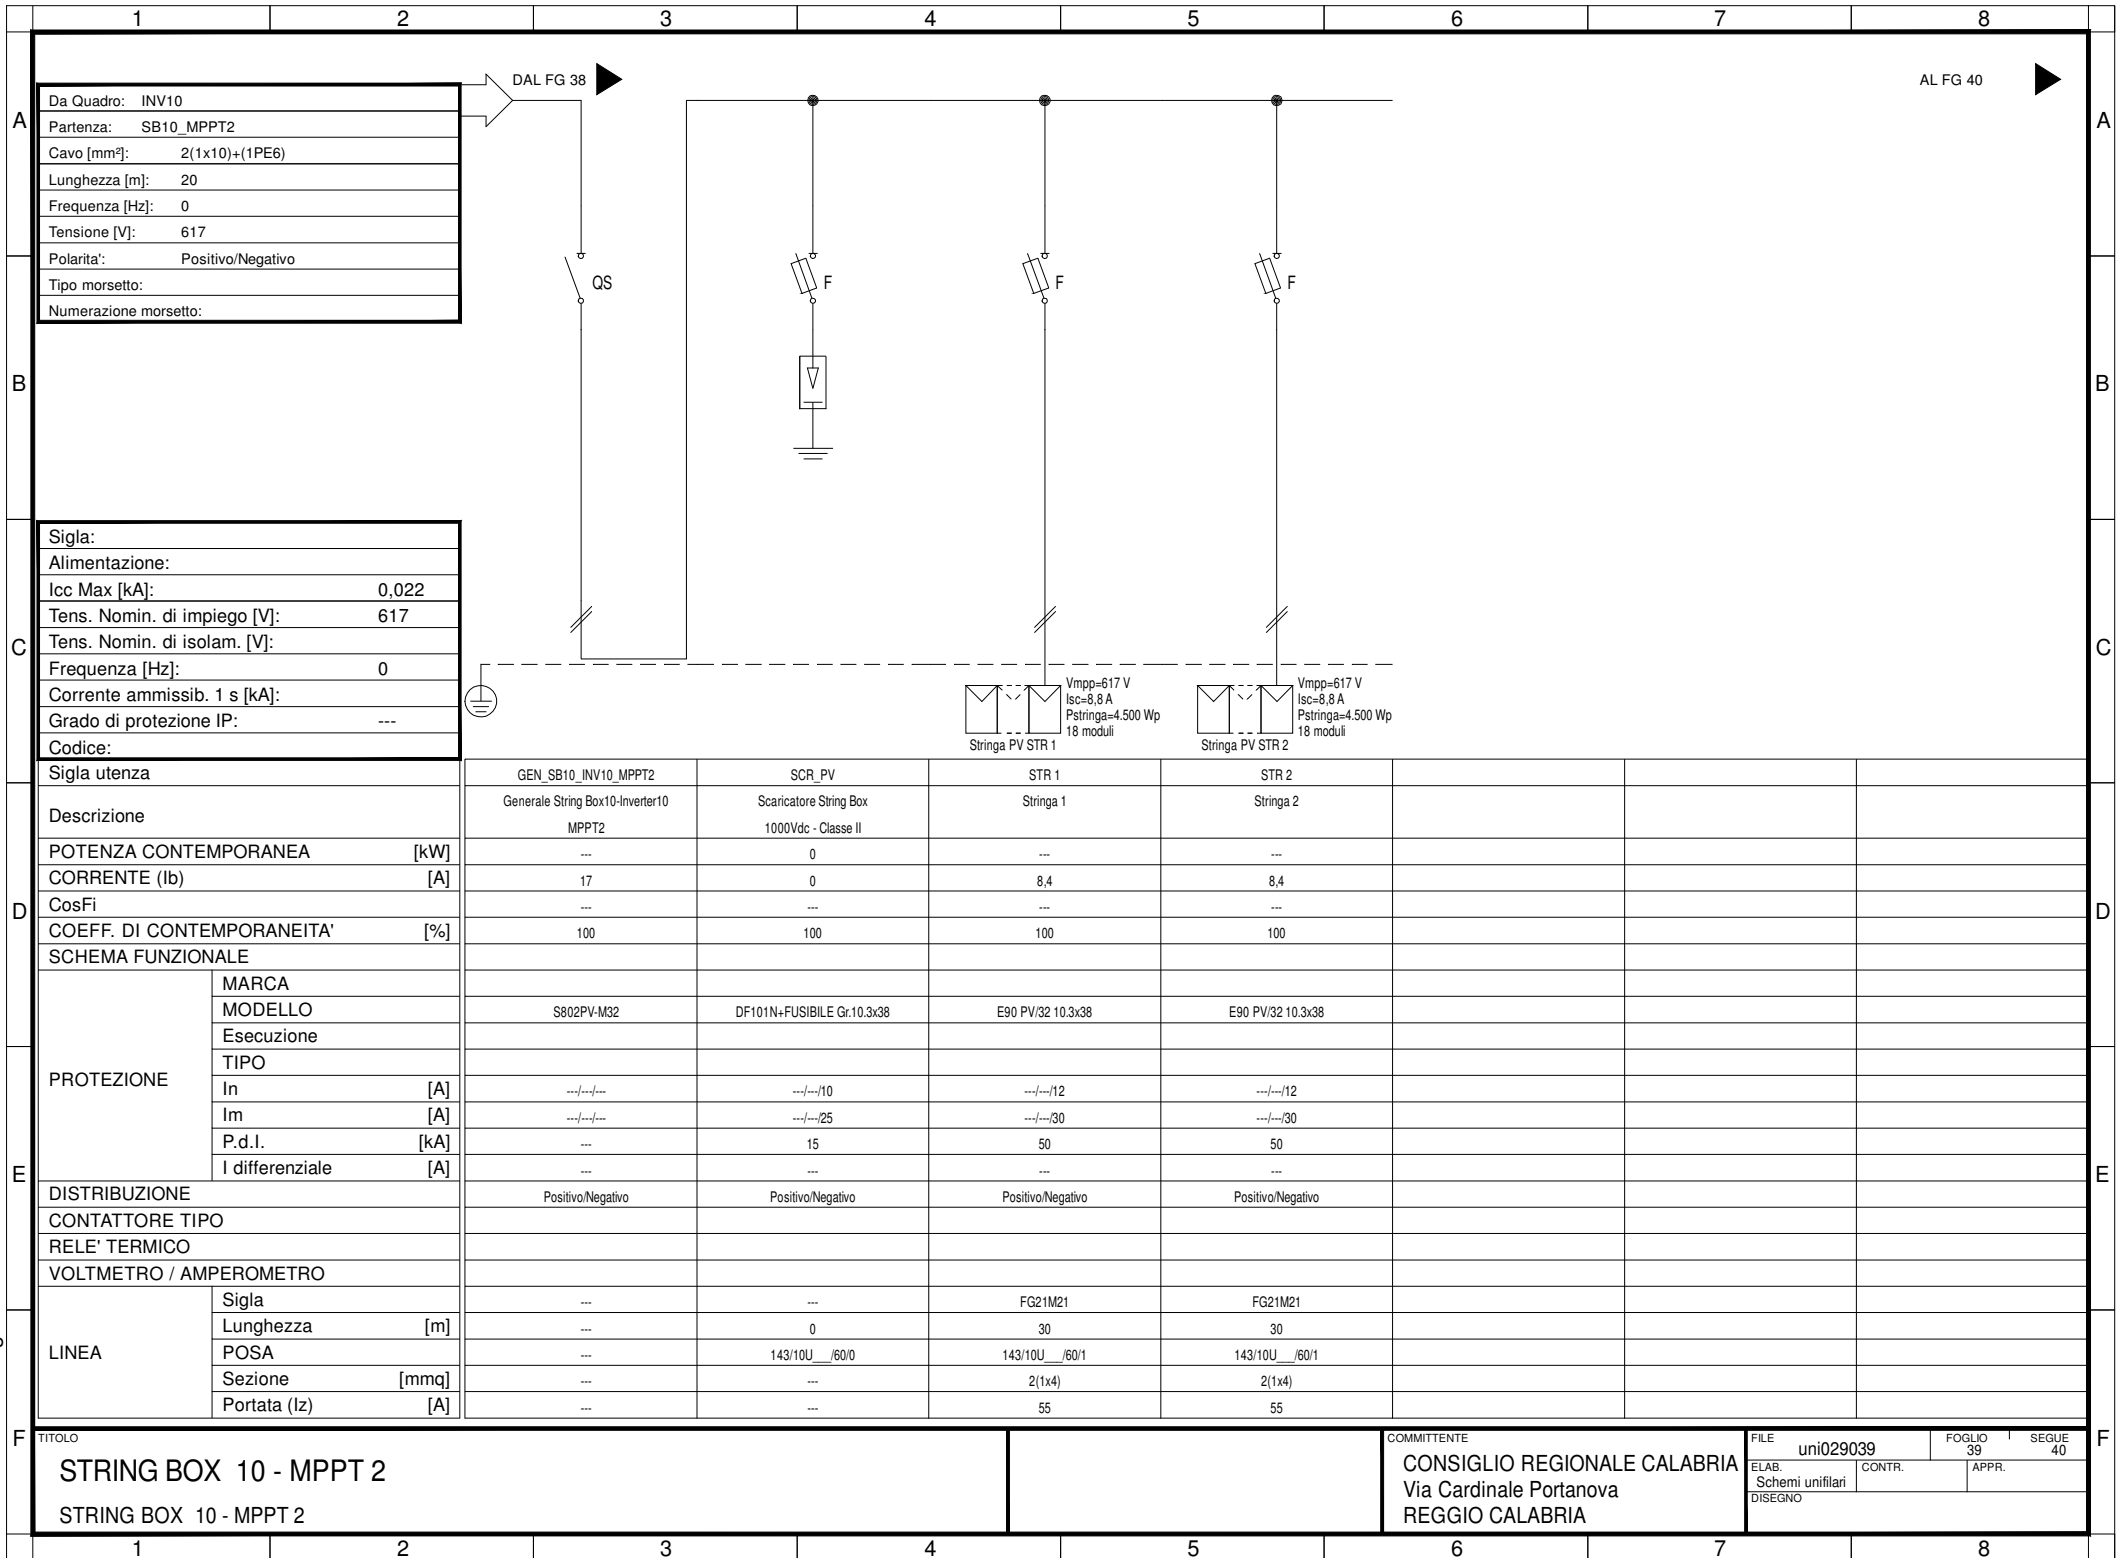 1 2 3 4 5 6 7 8
DAL FG 38
AL FG 40
A A
Da Quadro: INV10
Partenza: SB10_MPPT2
Cavo [mm²]: 2(1x10)+(1PE6)
Lunghezza [m]: 20
Frequenza [Hz]: 0
Tensione [V]: 617
Polarita': Positivo/Negativo
Tipo morsetto:
Numerazione morsetto:
QS F F F
B B
Sigla:
Alimentazione:
Icc Max [kA]: 0,022
Tens. Nomin. di impiego [V]: 617
Tens. Nomin. di isolam. [V]:
Frequenza [Hz]: 0
Corrente ammissib. 1 s [kA]:
Grado di protezione IP: ---
Codice:
C C
Vmpp=617 V
Isc=8,8 A
Pstringa=4.500 Wp
18 moduli
Stringa PV STR 1
Vmpp=617 V
Isc=8,8 A
Pstringa=4.500 Wp
18 moduli
Stringa PV STR 2
Sigla utenza GEN_SB10_INV10_MPPT2 SCR_PV STR 1 STR 2
Descrizione Generale String Box10-Inverter10 MPPT2 Scaricatore String Box 1000Vdc - Classe II Stringa 1 Stringa 2
POTENZA CONTEMPORANEA [kW] --- 0 --- ---
CORRENTE (Ib) [A] 17 0 8,4 8,4
D D
CosFi --- --- --- ---
COEFF. DI CONTEMPORANEITA' [%] 100 100 100 100
SCHEMA FUNZIONALE
PROTEZIONE
MARCA
MODELLO S802PV-M32 DF101N+FUSIBILE Gr.10.3x38 E90 PV/32 10.3x38 E90 PV/32 10.3x38
Esecuzione
TIPO
In [A] ---/---/--- ---/---/10 ---/---/12 ---/---/12
Im [A] ---/---/--- ---/---/25 ---/---/30 ---/---/30
P.d.I. [kA] --- 15 50 50
I differenziale [A] --- --- --- ---
E E
DISTRIBUZIONE Positivo/Negativo Positivo/Negativo Positivo/Negativo Positivo/Negativo
CONTATTORE TIPO
RELE' TERMICO
VOLTMETRO / AMPEROMETRO
LINEA
Sigla --- --- FG21M21 FG21M21
Lunghezza [m] --- 0 30 30
POSA --- 143/10U___/60/0 143/10U___/60/1 143/10U___/60/1
Sezione [mmq] --- --- 2(1x4) 2(1x4)
Portata (Iz) [A] --- --- 55 55
F F
TITOLO
STRING BOX 10 - MPPT 2
STRING BOX 10 - MPPT 2
COMMITTENTE
CONSIGLIO REGIONALE CALABRIA
Via Cardinale Portanova
REGGIO CALABRIA
FILE uni029039
FOGLIO 39
SEGUE 40
ELAB. Schemi unifilari
CONTR.
APPR.
DISEGNO
1 2 3 4 5 6 7 8